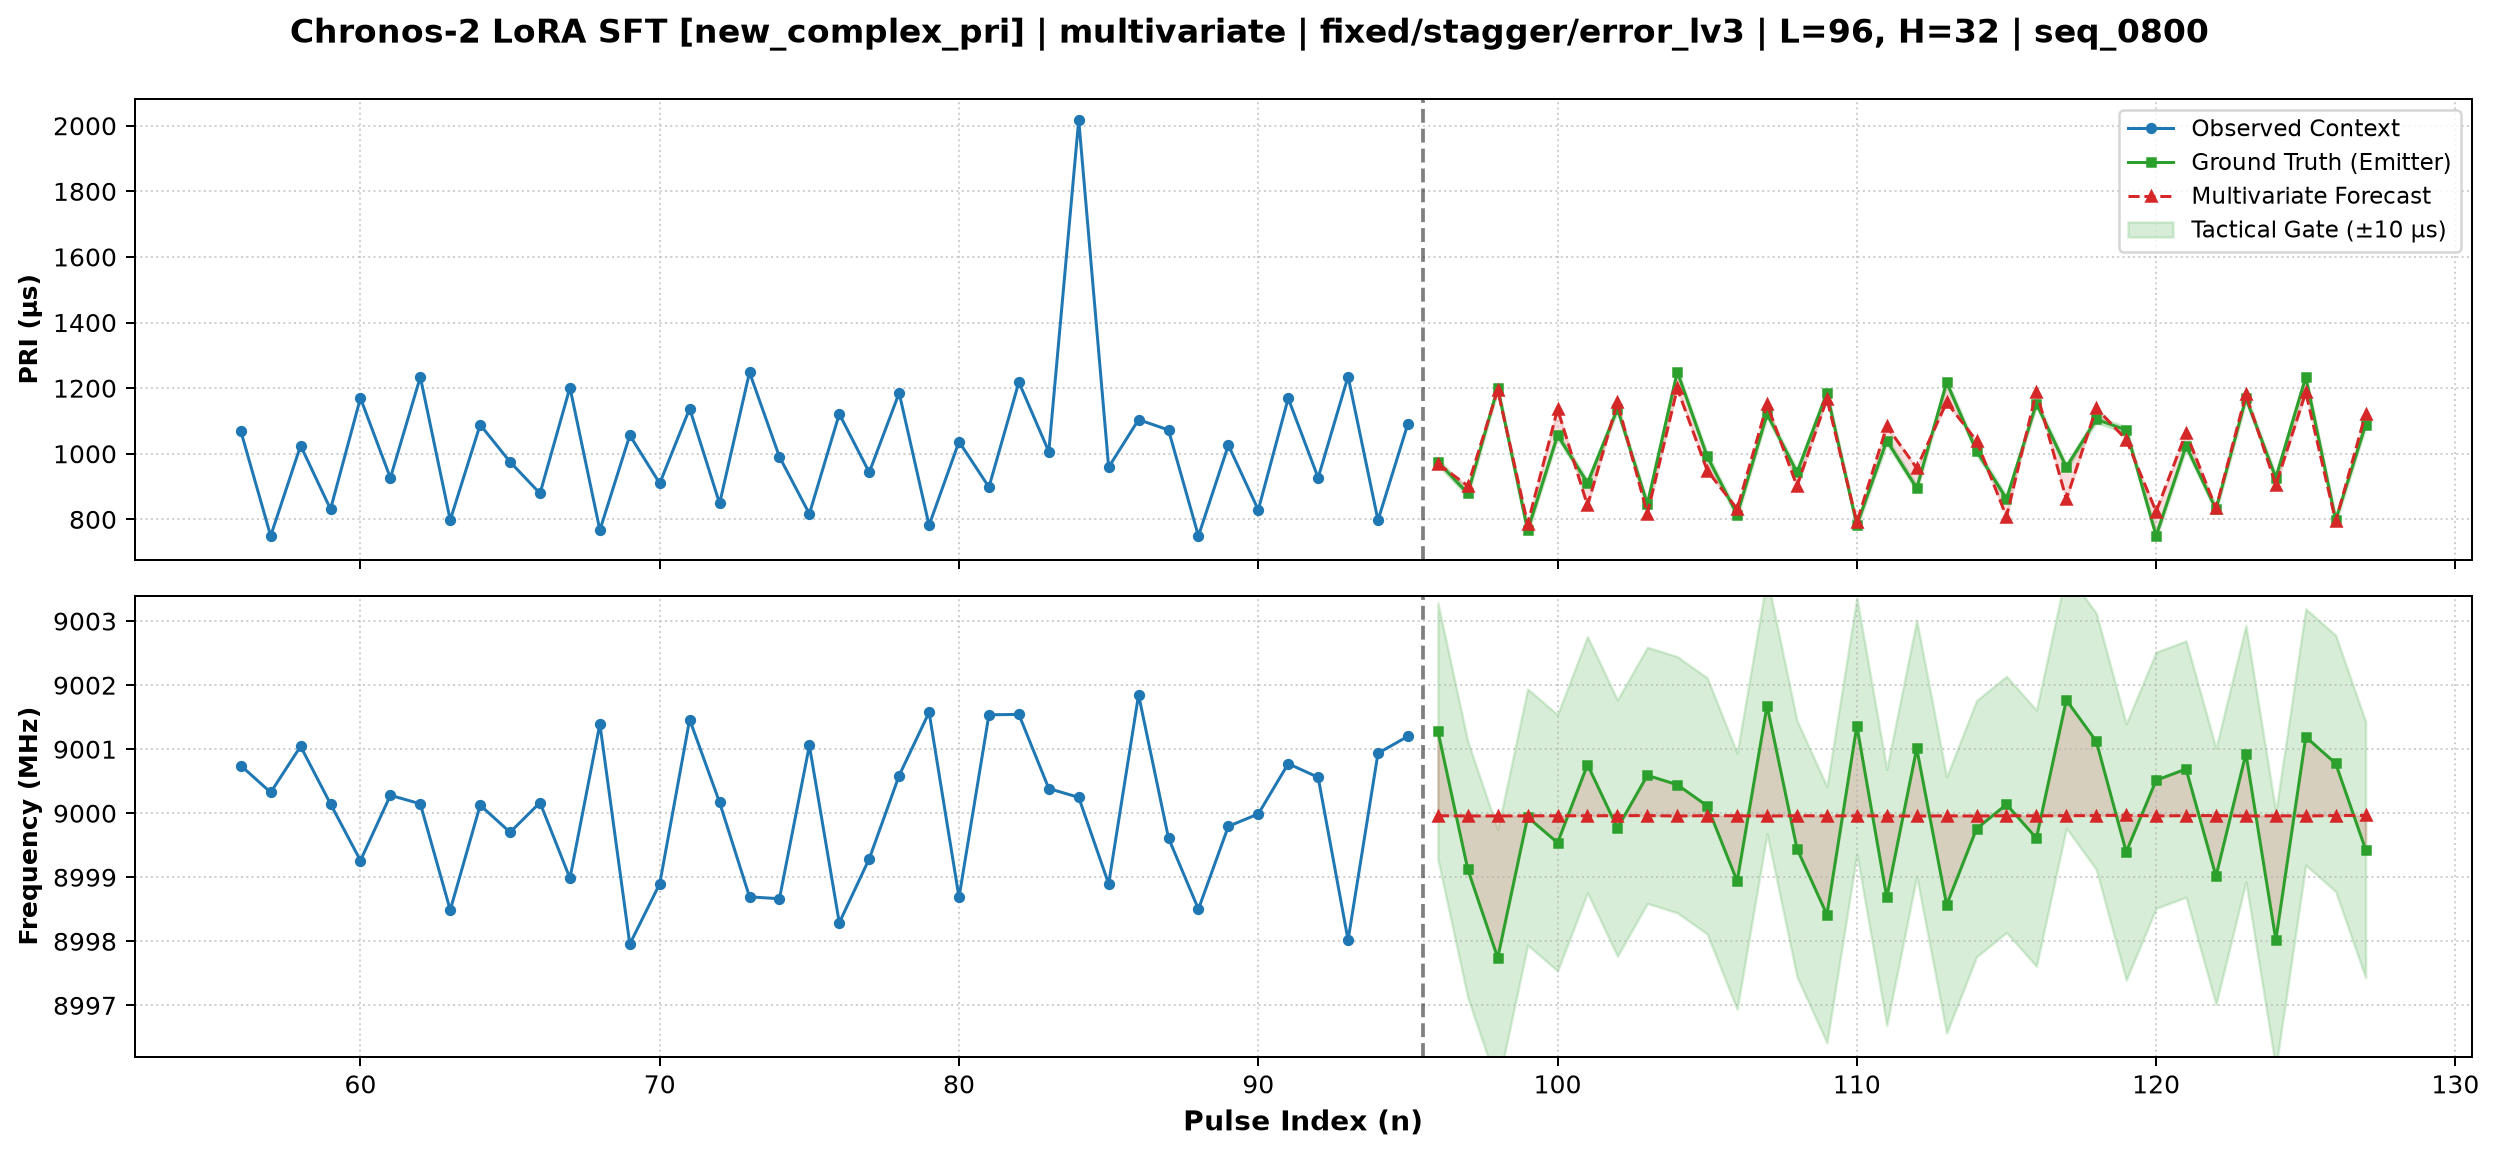 Chronos-2 LoRA SFT [new_complex_pri] | multivariate | fixed/stagger/error_lv3 | L=96, H=32 | seq_0800
PRI (µs)
2000
1800
1600
1400
1200
1000
800
Observed Context
Ground Truth (Emitter)
Multivariate Forecast
Tactical Gate (±10 µs)
Frequency (MHz)
9003
9002
9001
9000
8999
8998
8997
60 70 80 90 100 110 120 130
Pulse Index (n)